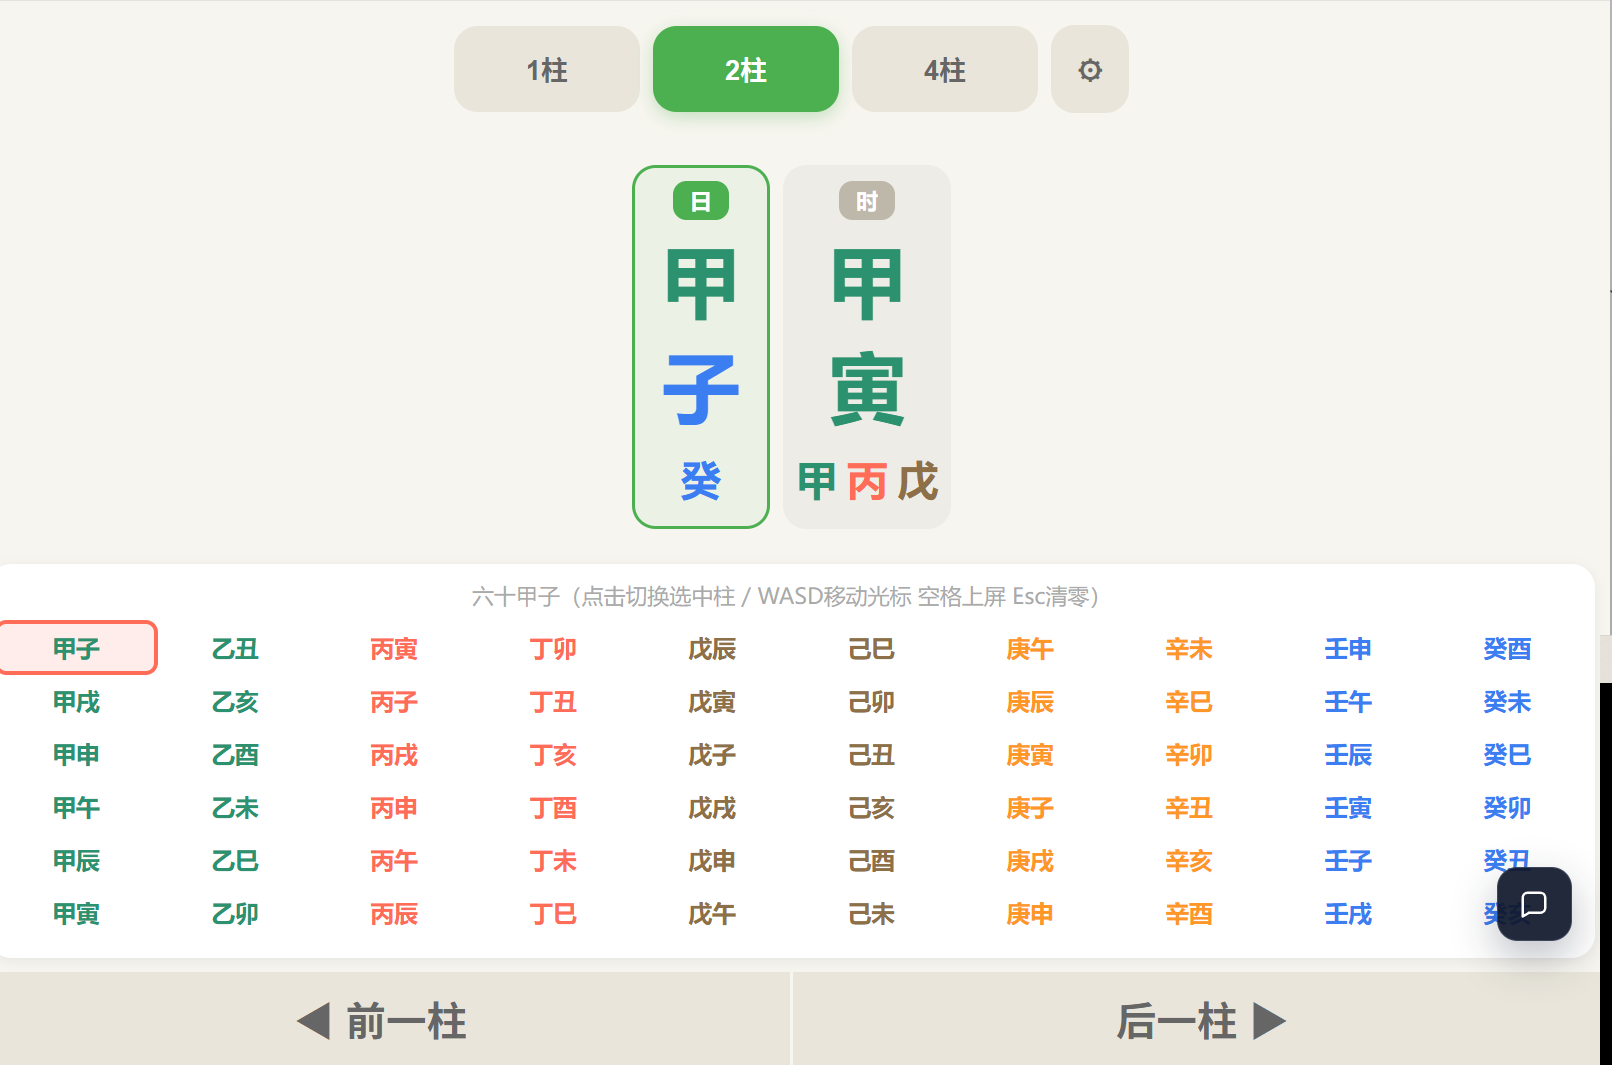 1柱 2柱 4柱
日 时
甲 甲
子 寅
癸 甲 丙 戊
六十甲子（点击切换选中柱 / WASD移动光标 空格上屏 Esc清零）
甲子 乙丑 丙寅 丁卯 戊辰 己巳 庚午 辛未 壬申 癸酉
甲戌 乙亥 丙子 丁丑 戊寅 己卯 庚辰 辛巳 壬午 癸未
甲申 乙酉 丙戌 丁亥 戊子 己丑 庚寅 辛卯 壬辰 癸巳
甲午 乙未 丙申 丁酉 戊戌 己亥 庚子 辛丑 壬寅 癸卯
甲辰 乙巳 丙午 丁未 戊申 己酉 庚戌 辛亥 壬子 癸丑
甲寅 乙卯 丙辰 丁巳 戊午 己未 庚申 辛酉 壬戌 癸亥
◀ 前一柱 后一柱 ▶